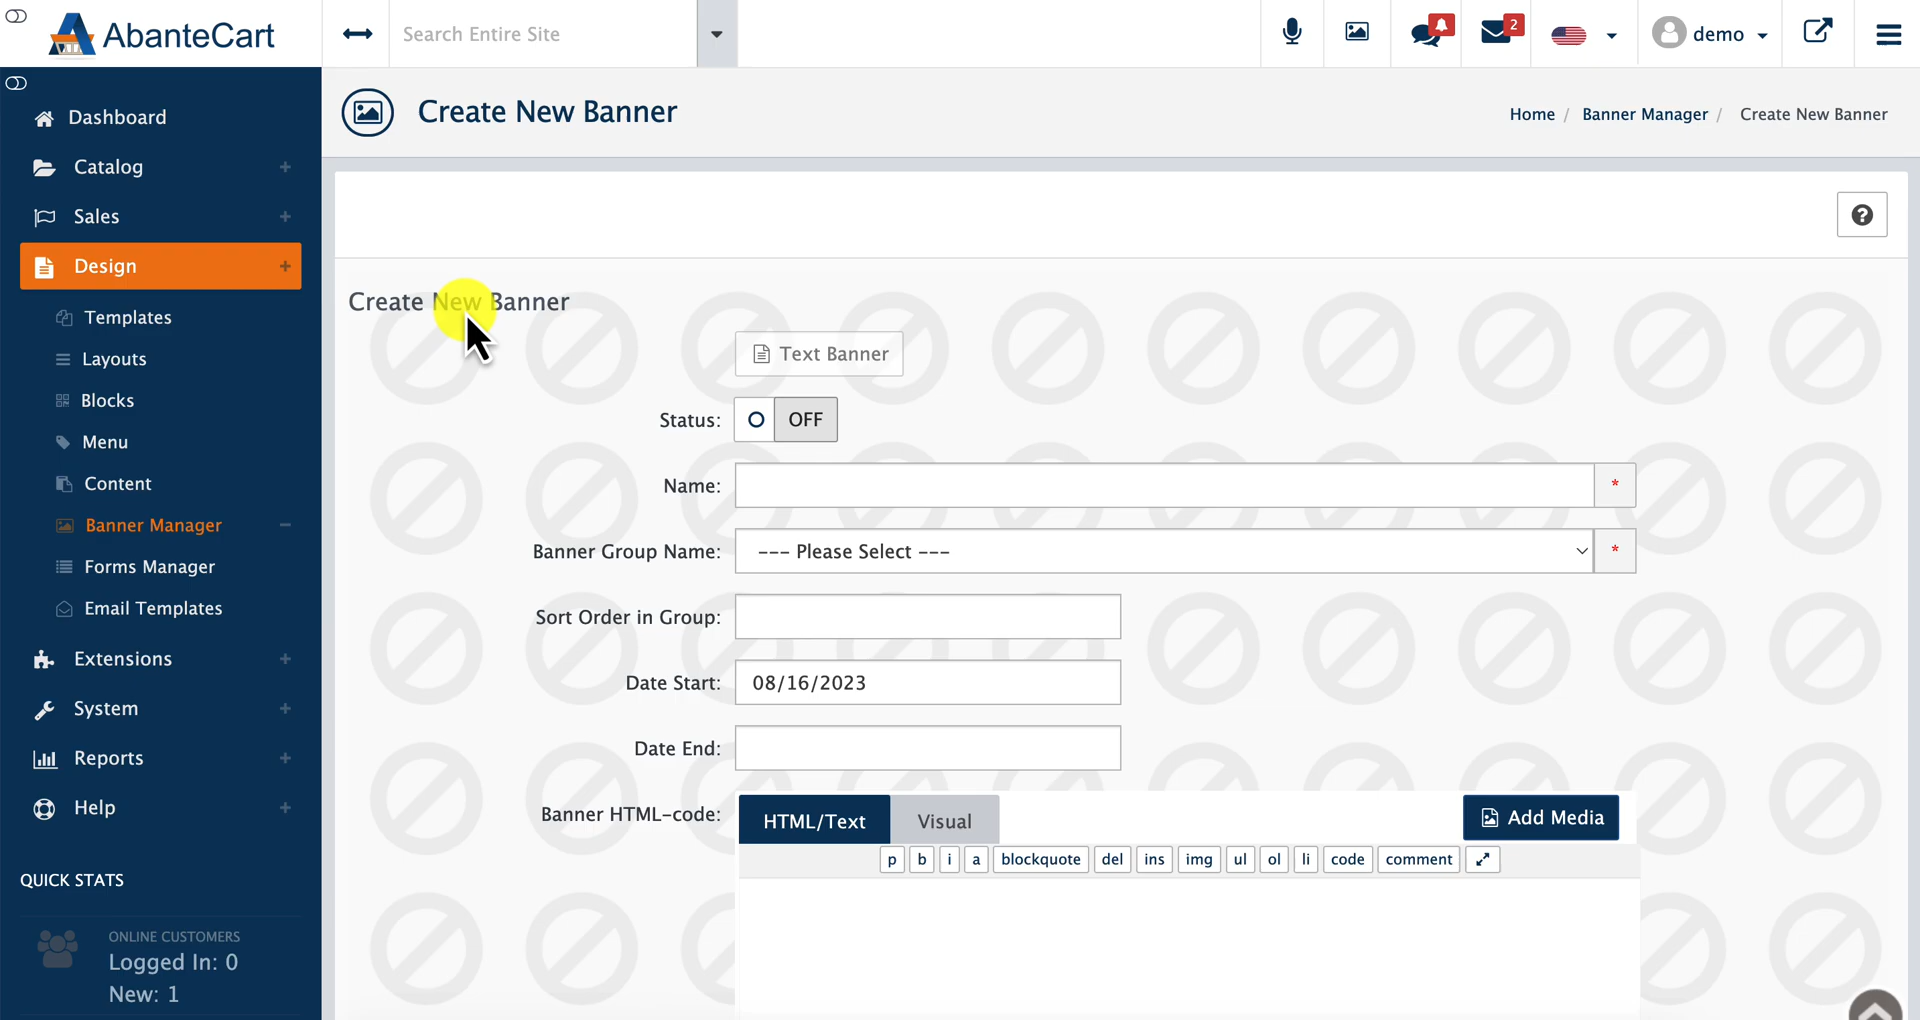 AbanteCart
Search Entire Site
2
demo
Dashboard
Catalog +
Sales +
Design +
Templates
Layouts
Blocks
Menu
Content
Banner Manager −
Forms Manager
Email Templates
Extensions +
System +
Reports +
Help +
QUICK STATS
ONLINE CUSTOMERS
Logged In: 0
New: 1
Create New Banner
Home / Banner Manager / Create New Banner
?
Create New Banner
Text Banner
Status: OFF
Name: *
Banner Group Name: --- Please Select --- *
Sort Order in Group:
Date Start: 08/16/2023
Date End:
Banner HTML-code: HTML/Text Visual Add Media
p b i a blockquote del ins img ul ol li code comment